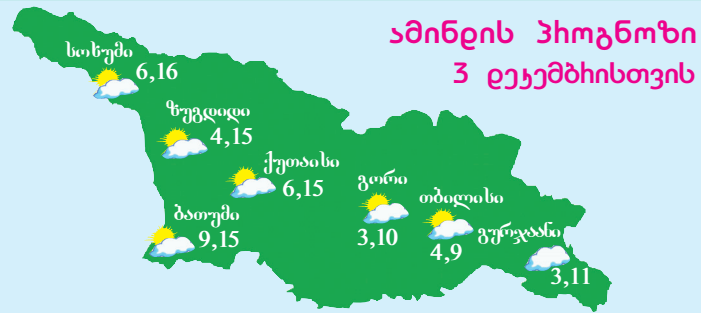 ამინდის პროგნოზი
3 დეკემბრისთვის
სოხუმი
6,16
ზუგდიდი
4,15
ქუთაისი
6,15
გორი
3,10
თბილისი
4,9
ბათუმი
9,15
გურჯაანი
3,11